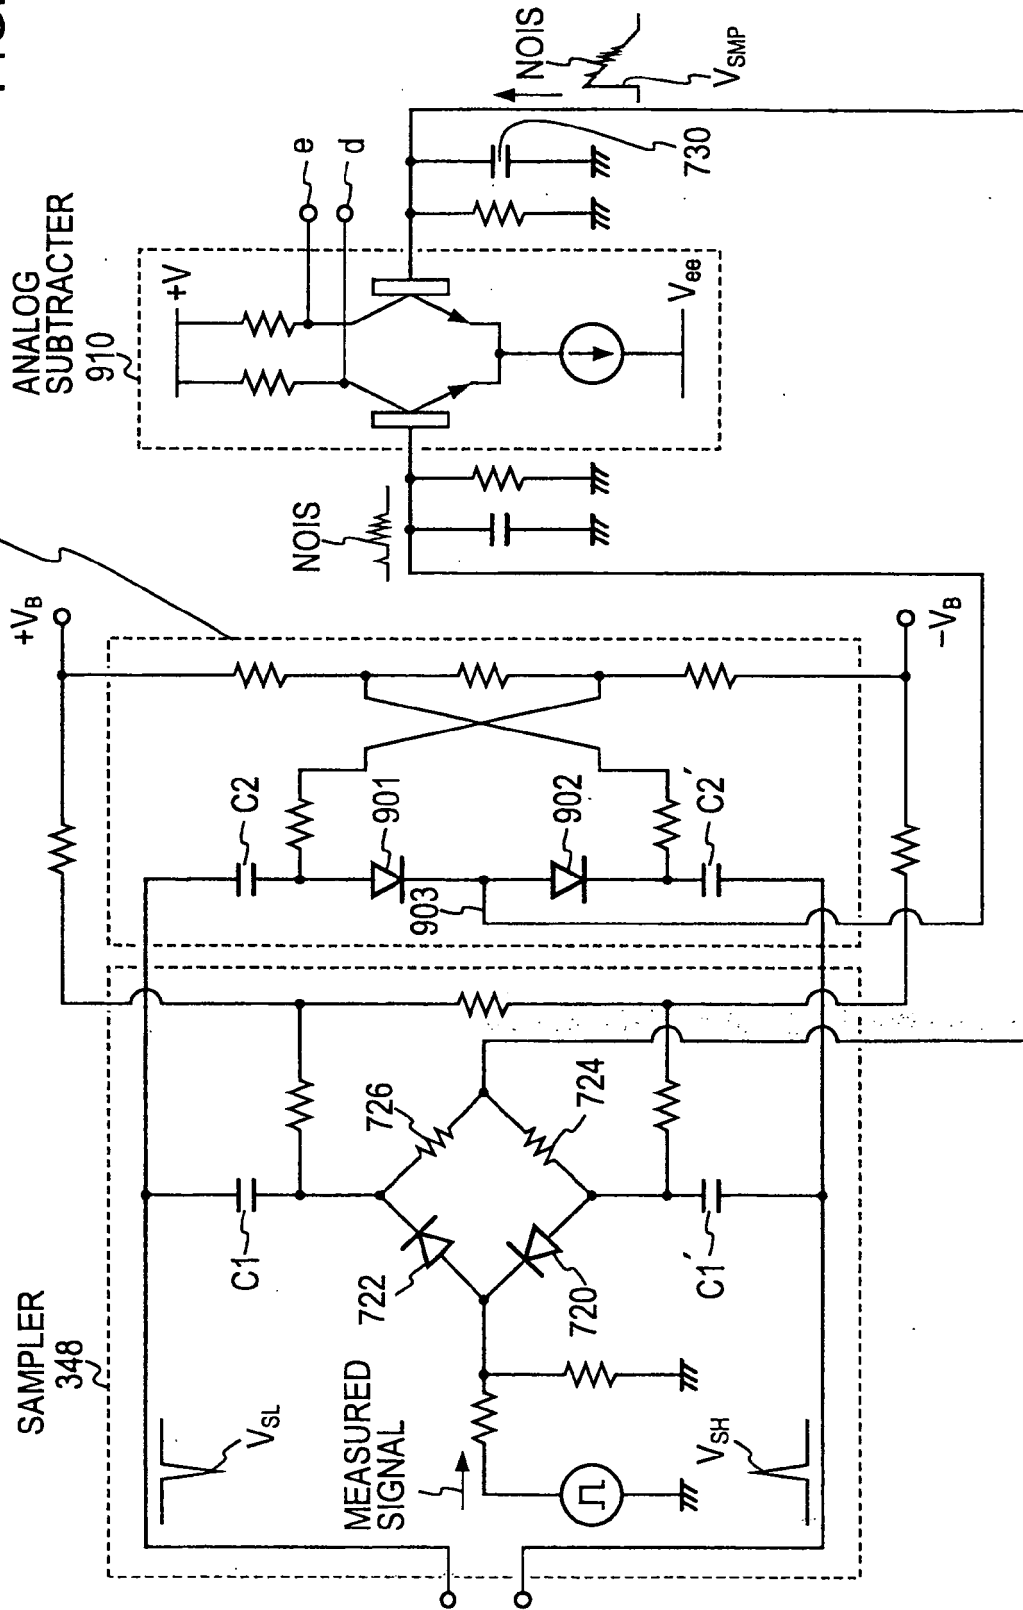 SAMPLER
348
V_SL
MEASURED
SIGNAL
V_SH
C1
C1´
722
720
726
724
C2
C2´
901
902
903
+V_B
−V_B
NOIS
ANALOG
SUBTRACTER
910
+V
V_ee
e
d
730
NOIS
V_SMP